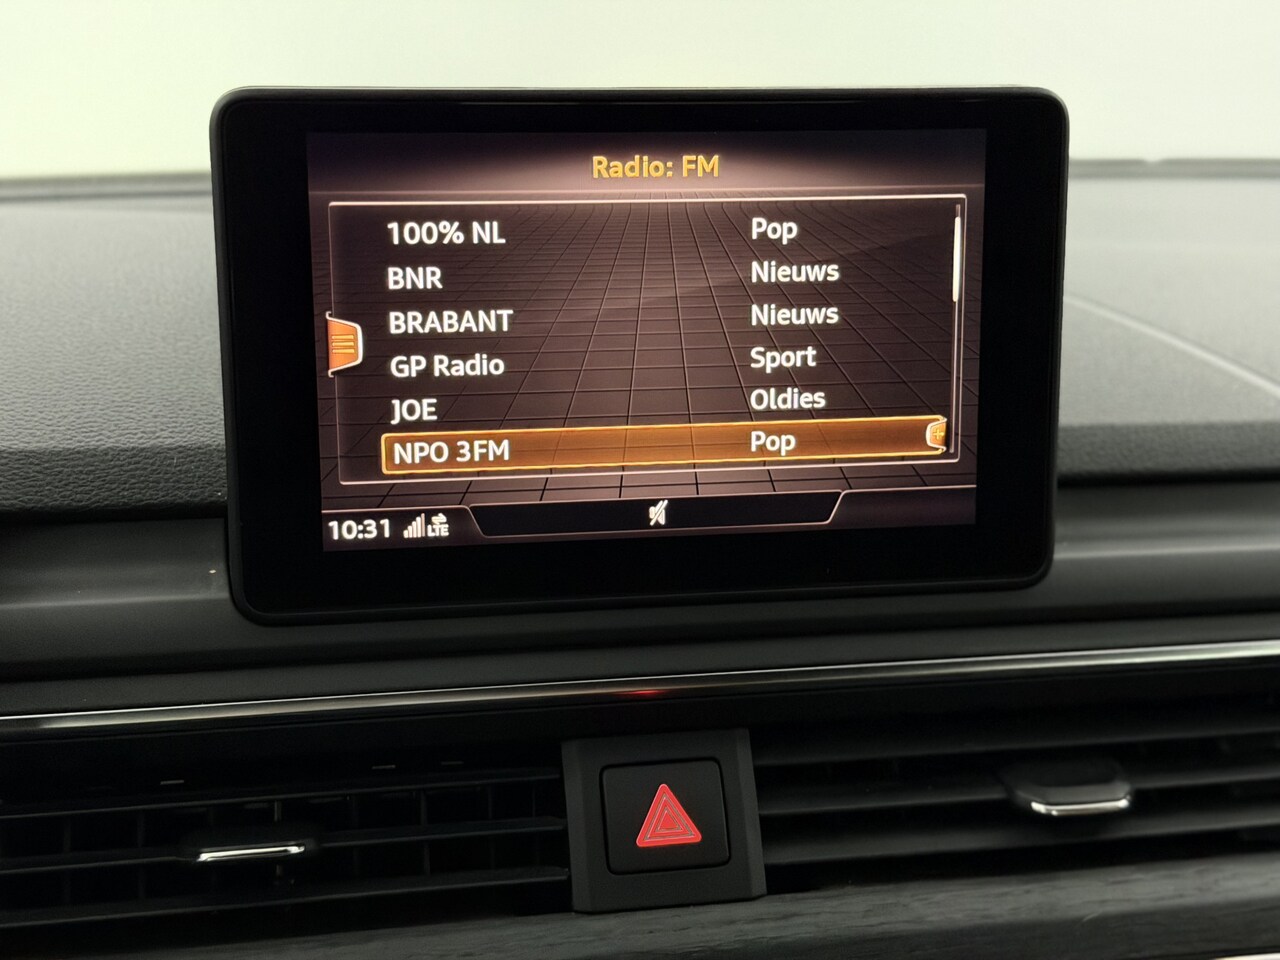 Radio: FM
100% NL Pop
BNR Nieuws
BRABANT Nieuws
GP Radio Sport
JOE Oldies
NPO 3FM Pop
10:31 LTE